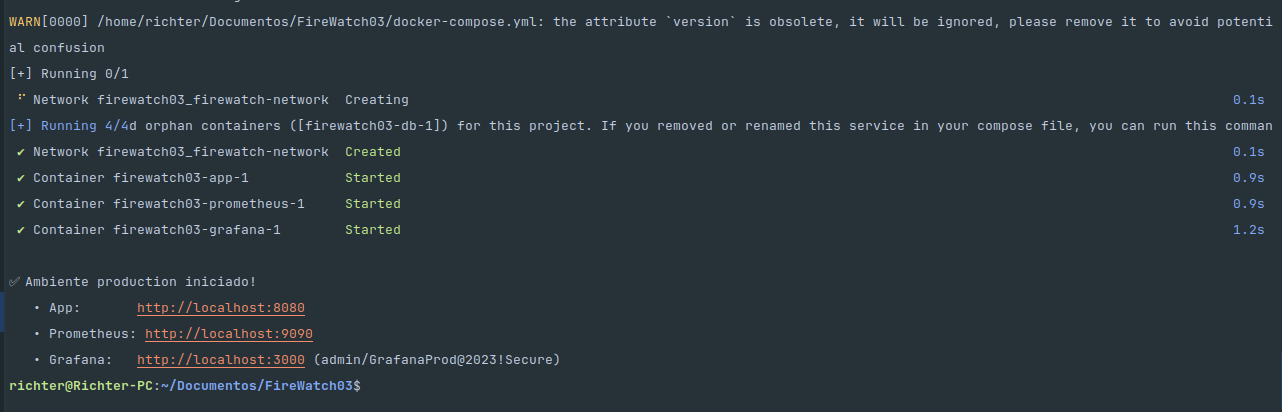 WARN[0000] /home/richter/Documentos/FireWatch03/docker-compose.yml: the attribute `version` is obsolete, it will be ignored, please remove it to avoid potenti
al confusion
[+] Running 0/1
⠋ Network firewatch03_firewatch-network  Creating 0.1s
[+] Running 4/4d orphan containers ([firewatch03-db-1]) for this project. If you removed or renamed this service in your compose file, you can run this comman
✔ Network firewatch03_firewatch-network  Created 0.1s
✔ Container firewatch03-app-1  Started 0.9s
✔ Container firewatch03-prometheus-1  Started 0.9s
✔ Container firewatch03-grafana-1  Started 1.2s
✅ Ambiente production iniciado!
• App: http://localhost:8080
• Prometheus: http://localhost:9090
• Grafana: http://localhost:3000 (admin/GrafanaProd@2023!Secure)
richter@Richter-PC:~/Documentos/FireWatch03$